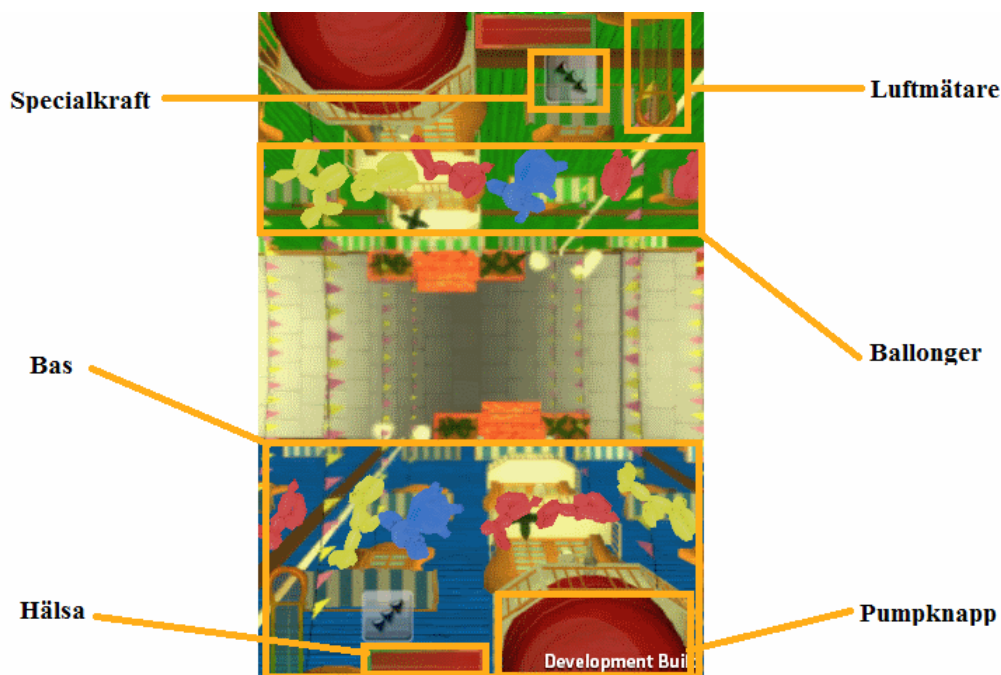 Specialkraft
Luftmätare
Ballonger
Bas
Hälsa
Pumpknapp
Development Buil